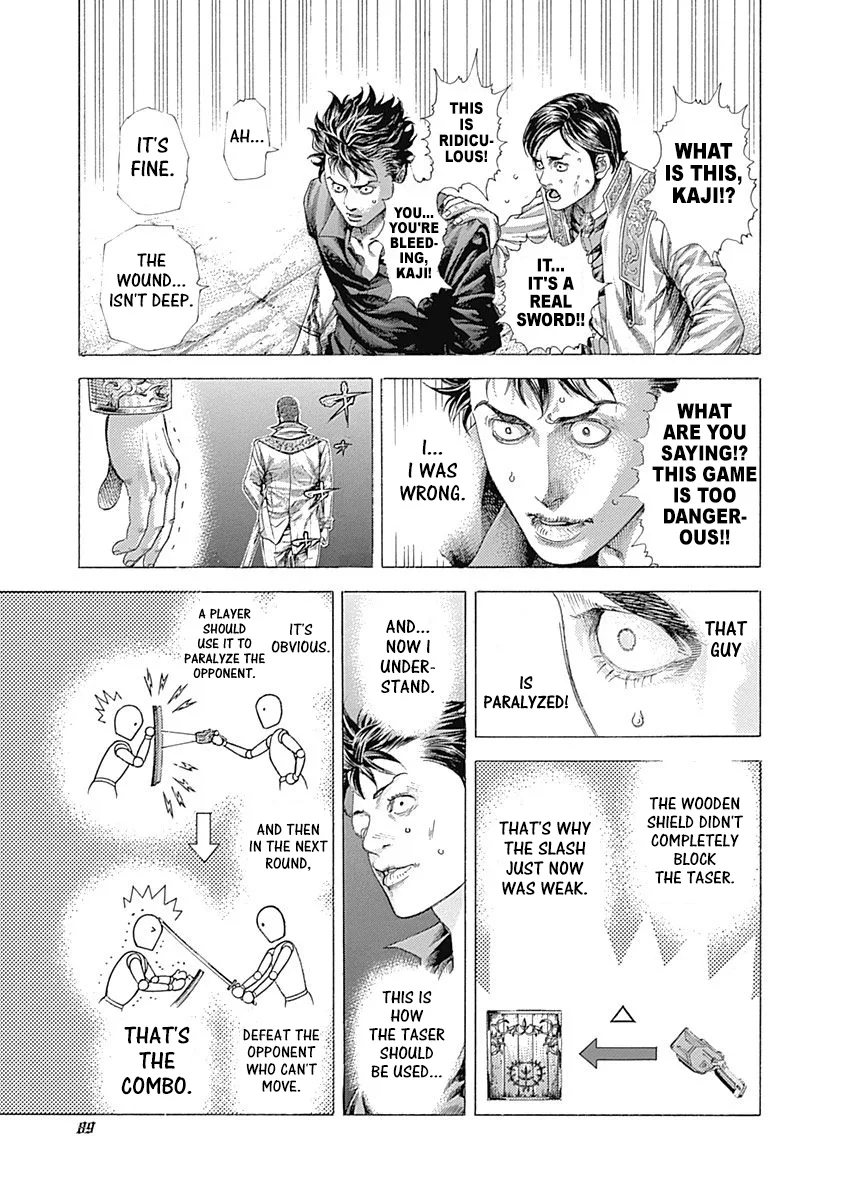 WHAT
IS THIS,
KAJI!?
THIS
IS
RIDICU-
LOUS!
IT...
IT'S A
REAL
SWORD!!
YOU...
YOU'RE
BLEED-
ING,
KAJI!
AH...
IT'S
FINE.
THE
WOUND...
ISN'T DEEP.
WHAT
ARE YOU
SAYING!?
THIS GAME
IS TOO
DANGER-
OUS!!
I...
I WAS
WRONG.
オ
オ
オ
THAT
GUY
IS
PARALYZED!
THE WOODEN
SHIELD DIDN'T
COMPLETELY
BLOCK
THE TASER.
THAT'S WHY
THE SLASH
JUST NOW
WAS WEAK.
AND...
NOW I
UNDER-
STAND.
THIS IS
HOW
THE TASER
SHOULD
BE USED...
IT'S
OBVIOUS.
A PLAYER
SHOULD
USE IT TO
PARALYZE THE
OPPONENT.
AND THEN
IN THE NEXT
ROUND,
DEFEAT THE
OPPONENT
WHO CAN'T
MOVE.
THAT'S
THE
COMBO.
89